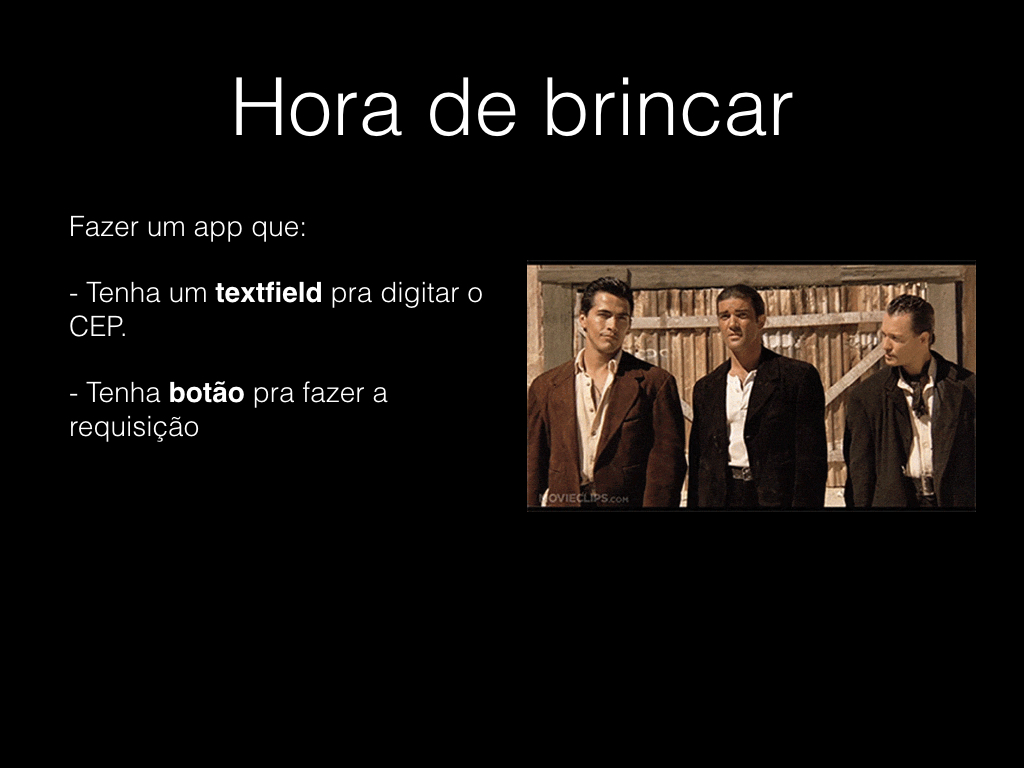 Hora de brincar
Fazer um app que:
- Tenha um textfield pra digitar o
CEP.
- Tenha botão pra fazer a
requisição
MOVIECLIPS.COM